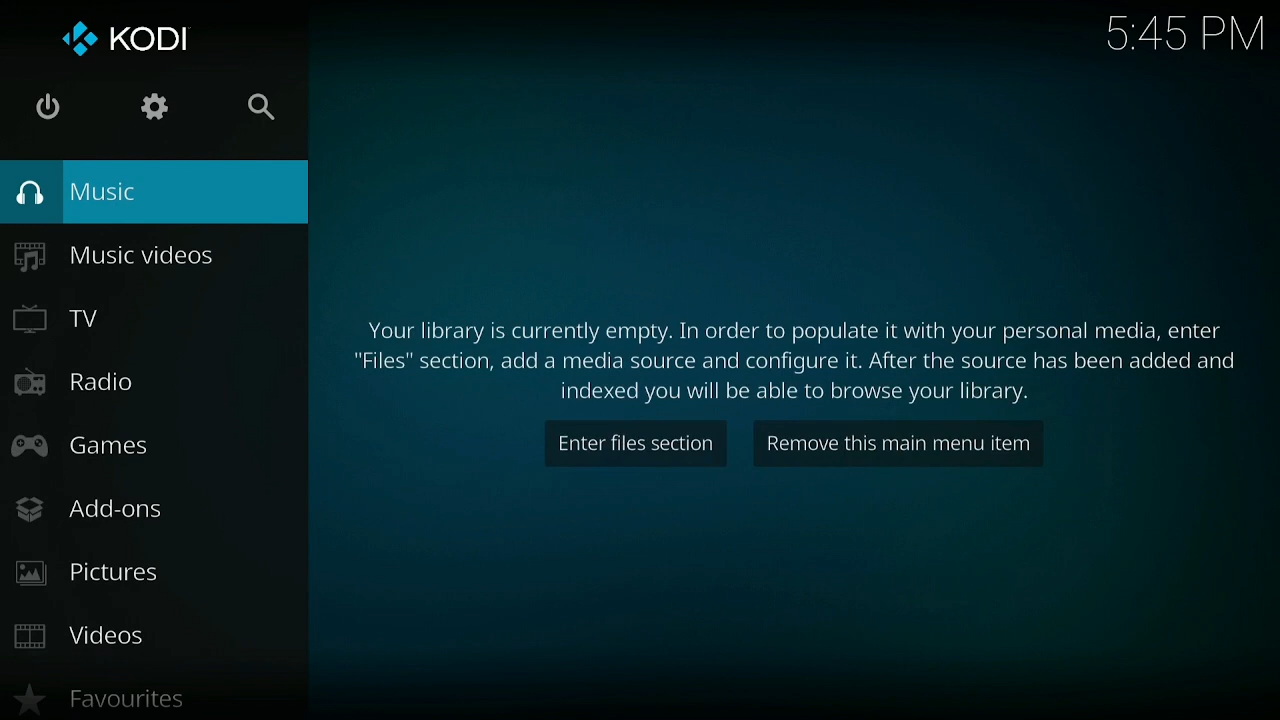 KODI
5:45 PM
Music
Music videos
TV
Radio
Games
Add-ons
Pictures
Videos
Favourites
Your library is currently empty. In order to populate it with your personal media, enter
"Files" section, add a media source and configure it. After the source has been added and
indexed you will be able to browse your library.
Enter files section
Remove this main menu item